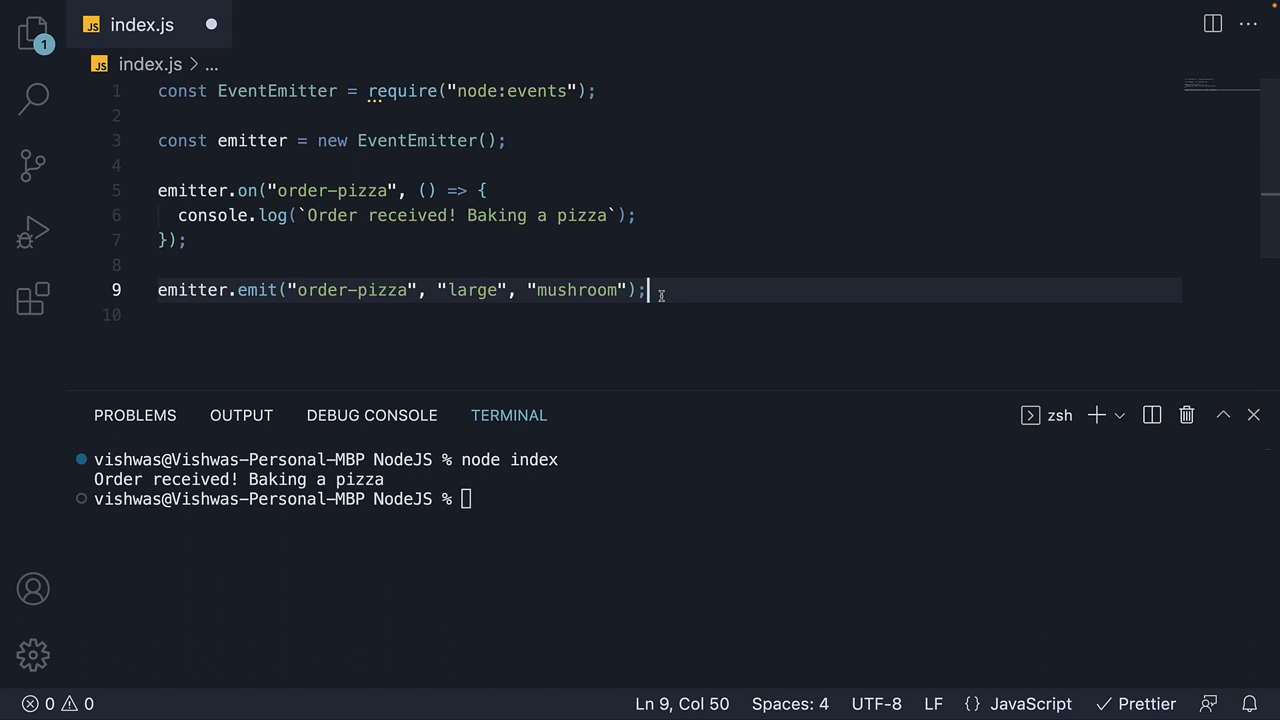 JS index.js
1
JS index.js > ...
1 const EventEmitter = require("node:events");
2
3 const emitter = new EventEmitter();
4
5 emitter.on("order-pizza", () => {
6 console.log(`Order received! Baking a pizza`);
7 });
8
9 emitter.emit("order-pizza", "large", "mushroom");
10
PROBLEMS OUTPUT DEBUG CONSOLE TERMINAL zsh
vishwas@Vishwas-Personal-MBP NodeJS % node index
Order received! Baking a pizza
vishwas@Vishwas-Personal-MBP NodeJS %
0 0 Ln 9, Col 50 Spaces: 4 UTF-8 LF {} JavaScript Prettier